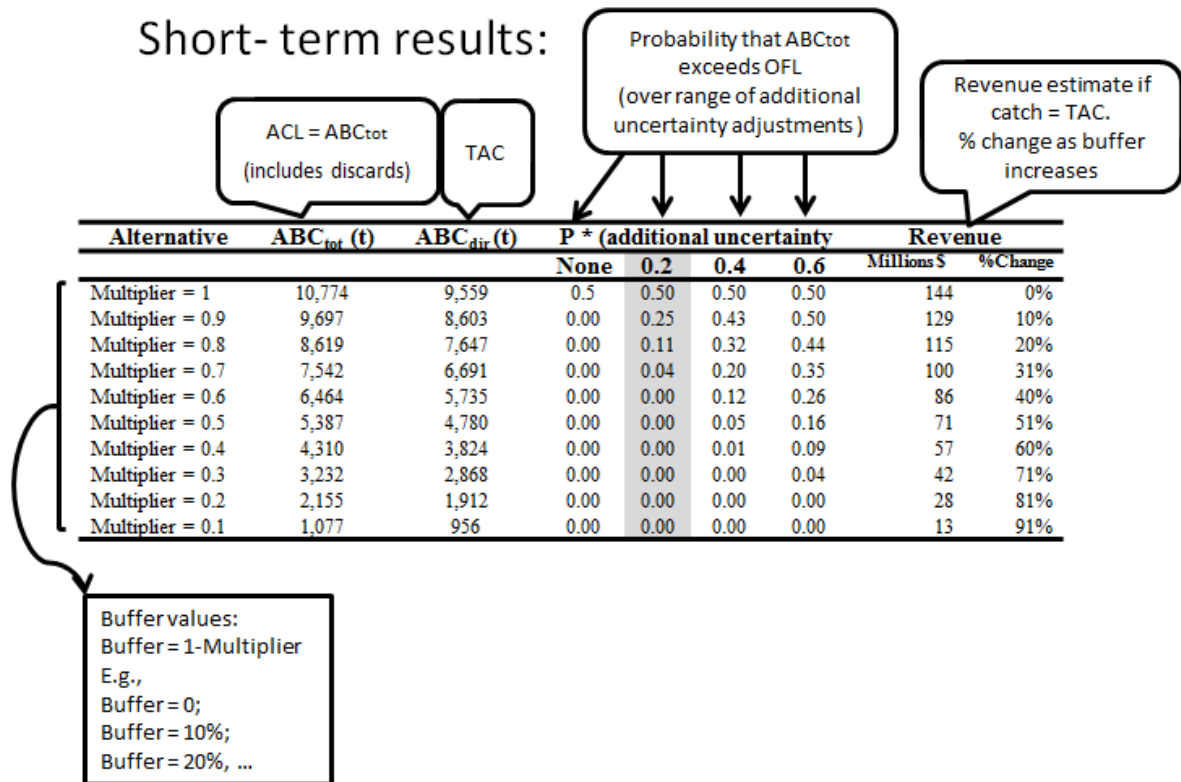 Short- term results:
Probability that ABCtot
exceeds OFL
(over range of additional
uncertainty adjustments )
Revenue estimate if
catch = TAC.
% change as buffer
increases
ACL = ABCtot
(includes discards)
TAC
Alternative ABCtot (t) ABCdir (t) P * (additional uncertainty Revenue
None 0.2 0.4 0.6 Millions $ %Change
Multiplier = 1 10,774 9,559 0.5 0.50 0.50 0.50 144 0%
Multiplier = 0.9 9,697 8,603 0.00 0.25 0.43 0.50 129 10%
Multiplier = 0.8 8,619 7,647 0.00 0.11 0.32 0.44 115 20%
Multiplier = 0.7 7,542 6,691 0.00 0.04 0.20 0.35 100 31%
Multiplier = 0.6 6,464 5,735 0.00 0.00 0.12 0.26 86 40%
Multiplier = 0.5 5,387 4,780 0.00 0.00 0.05 0.16 71 51%
Multiplier = 0.4 4,310 3,824 0.00 0.00 0.01 0.09 57 60%
Multiplier = 0.3 3,232 2,868 0.00 0.00 0.00 0.04 42 71%
Multiplier = 0.2 2,155 1,912 0.00 0.00 0.00 0.00 28 81%
Multiplier = 0.1 1,077 956 0.00 0.00 0.00 0.00 13 91%
Buffer values:
Buffer = 1-Multiplier
E.g.,
Buffer = 0;
Buffer = 10%;
Buffer = 20%, ...